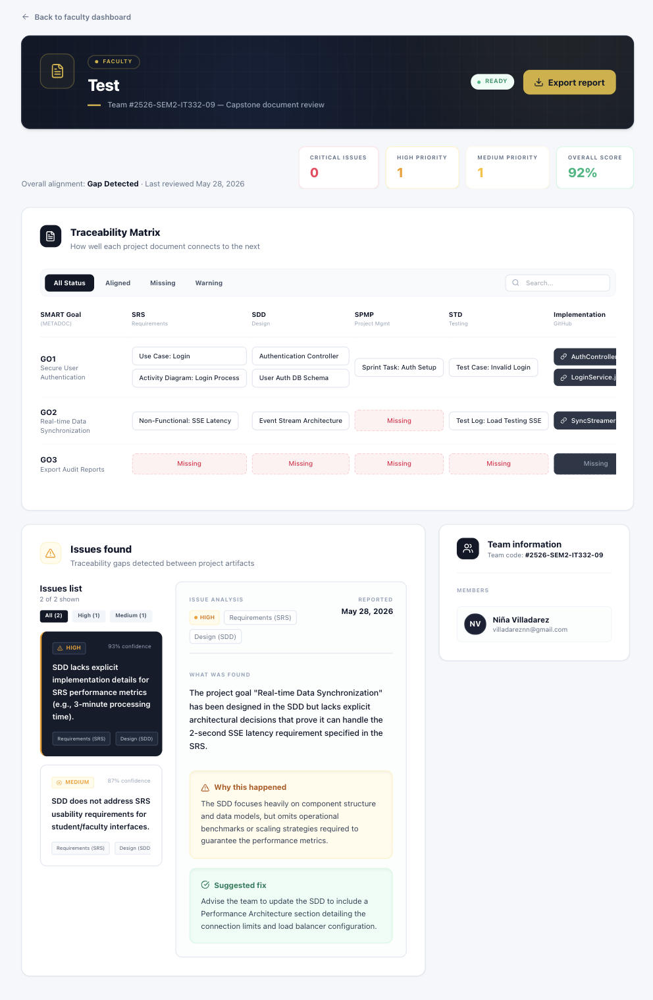 Back to faculty dashboard
FACULTY
Test
Team #2526-SEM2-IT332-09 — Capstone document review
READY
Export report
Overall alignment: Gap Detected · Last reviewed May 28, 2026
CRITICAL ISSUES
0
HIGH PRIORITY
1
MEDIUM PRIORITY
1
OVERALL SCORE
92%
Traceability Matrix
How well each project document connects to the next
All Status
Aligned
Missing
Warning
Search...
SMART Goal
(METADOC)
SRS
Requirements
SDD
Design
SPMP
Project Mgmt
STD
Testing
Implementation
GitHub
GO1
Secure User
Authentication
Use Case: Login
Activity Diagram: Login Process
Authentication Controller
User Auth DB Schema
Sprint Task: Auth Setup
Test Case: Invalid Login
AuthController
LoginService.j
GO2
Real-time Data
Synchronization
Non-Functional: SSE Latency
Event Stream Architecture
Missing
Test Log: Load Testing SSE
SyncStreamer
GO3
Export Audit Reports
Missing
Missing
Missing
Missing
Missing
Issues found
Traceability gaps detected between project artifacts
Issues list
2 of 2 shown
All (2)
High (1)
Medium (1)
HIGH
93% confidence
SDD lacks explicit
implementation details for
SRS performance metrics
(e.g., 3-minute processing
time).
Requirements (SRS)
Design (SDD)
MEDIUM
87% confidence
SDD does not address SRS
usability requirements for
student/faculty interfaces.
Requirements (SRS)
Design (SDD
ISSUE ANALYSIS
HIGH
Requirements (SRS)
Design (SDD)
REPORTED
May 28, 2026
WHAT WAS FOUND
The project goal "Real-time Data Synchronization"
has been designed in the SDD but lacks explicit
architectural decisions that prove it can handle the
2-second SSE latency requirement specified in the
SRS.
Why this happened
The SDD focuses heavily on component structure
and data models, but omits operational
benchmarks or scaling strategies required to
guarantee the performance metrics.
Suggested fix
Advise the team to update the SDD to include a
Performance Architecture section detailing the
connection limits and load balancer configuration.
Team information
Team code: #2526-SEM2-IT332-09
MEMBERS
NV
Niña Villadarez
villadareznn@gmail.com